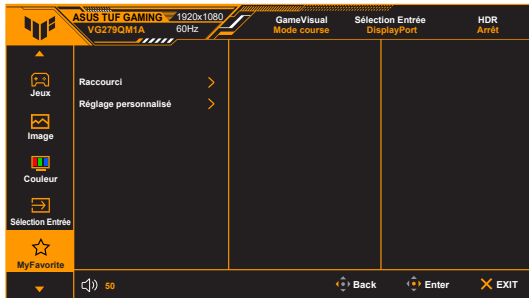 ASUS TUF GAMING 1920x1080 GameVisual Sélection Entrée HDR
VG279QM1A 60Hz Mode course DisplayPort Arrêt
Jeux
Raccourci
Réglage personnalisé
Image
Couleur
Sélection Entrée
MyFavorite
50 Back Enter EXIT